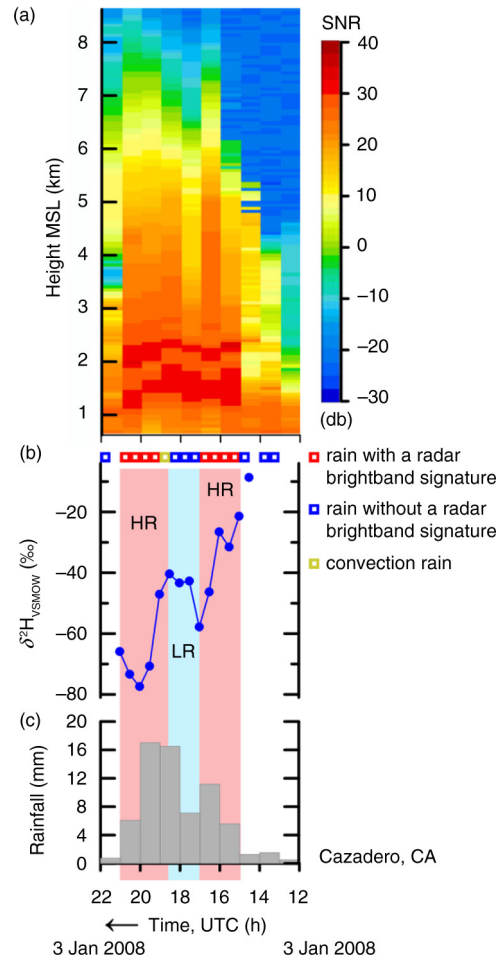 (a)
SNR
8
7
6
5
4
3
2
1
Height MSL (km)
40
30
20
10
0
−10
−20
−30
(db)
(b)
rain with a radar
brightband signature
rain without a radar
brightband signature
convection rain
HR
HR
LR
−20
−40
−60
−80
δ²H_VSMOW (‰)
(c)
20
16
12
8
4
0
Rainfall (mm)
Cazadero, CA
22 20 18 16 14 12
← Time, UTC (h)
3 Jan 2008 3 Jan 2008